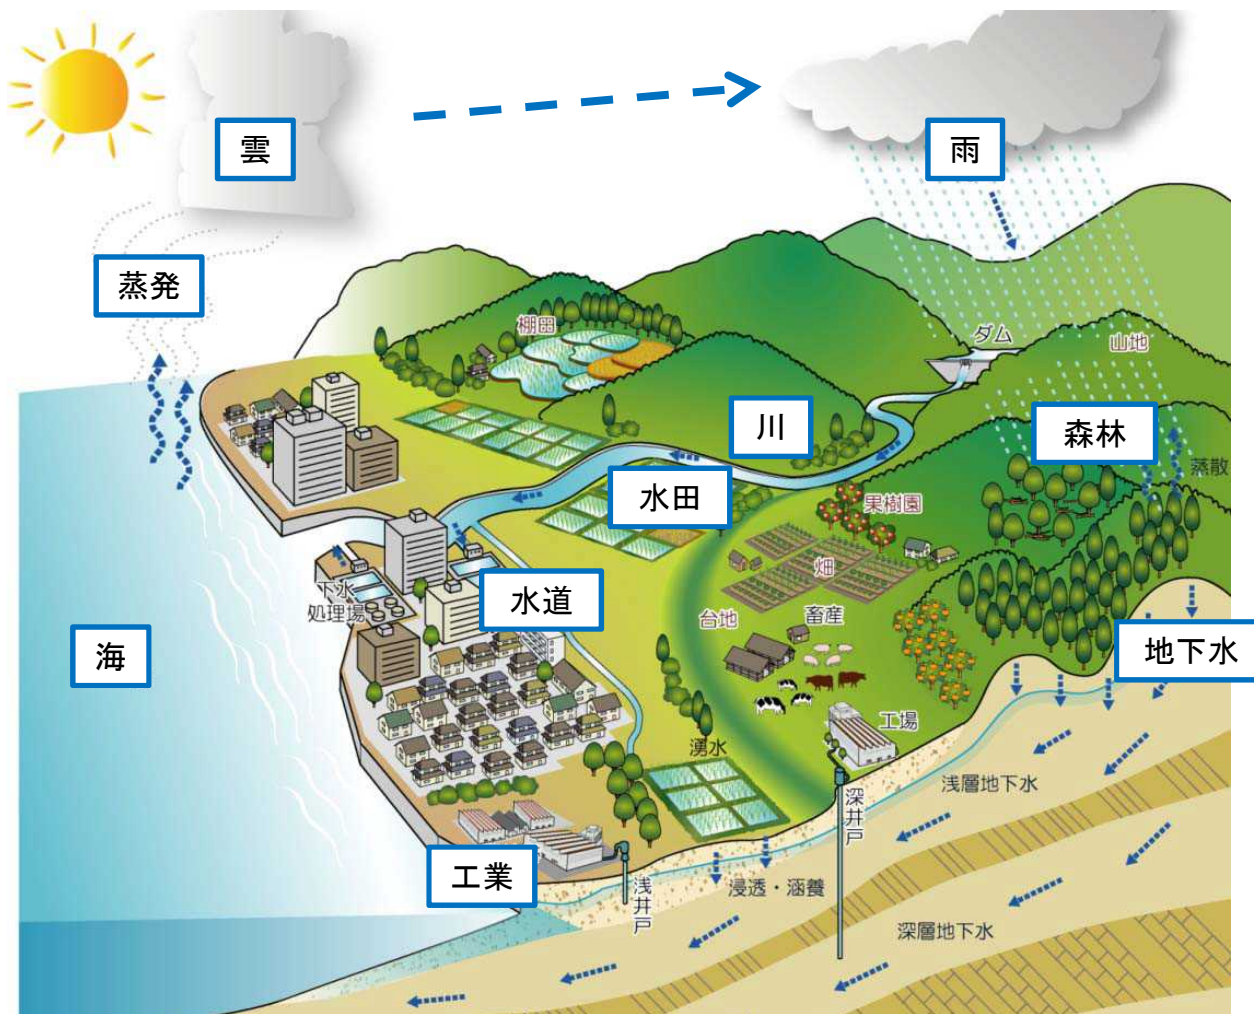 雲
雨
蒸発
棚田
ダム
山地
川
森林
蒸散
水田
果樹園
下水
処理場
水道
畑
台地
畜産
海
地下水
湧水
工場
浅層地下水
深井戸
工業
浅井戸
浸透・涵養
深層地下水